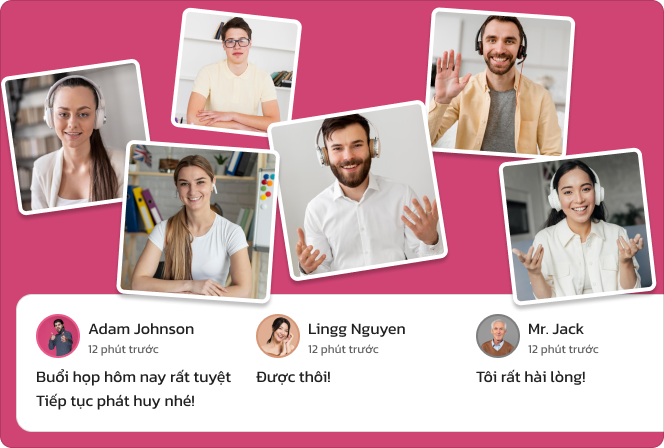 Adam Johnson
12 phút trước
Buổi họp hôm nay rất tuyệt
Tiếp tục phát huy nhé!
Lingg Nguyen
12 phút trước
Được thôi!
Mr. Jack
12 phút trước
Tôi rất hài lòng!